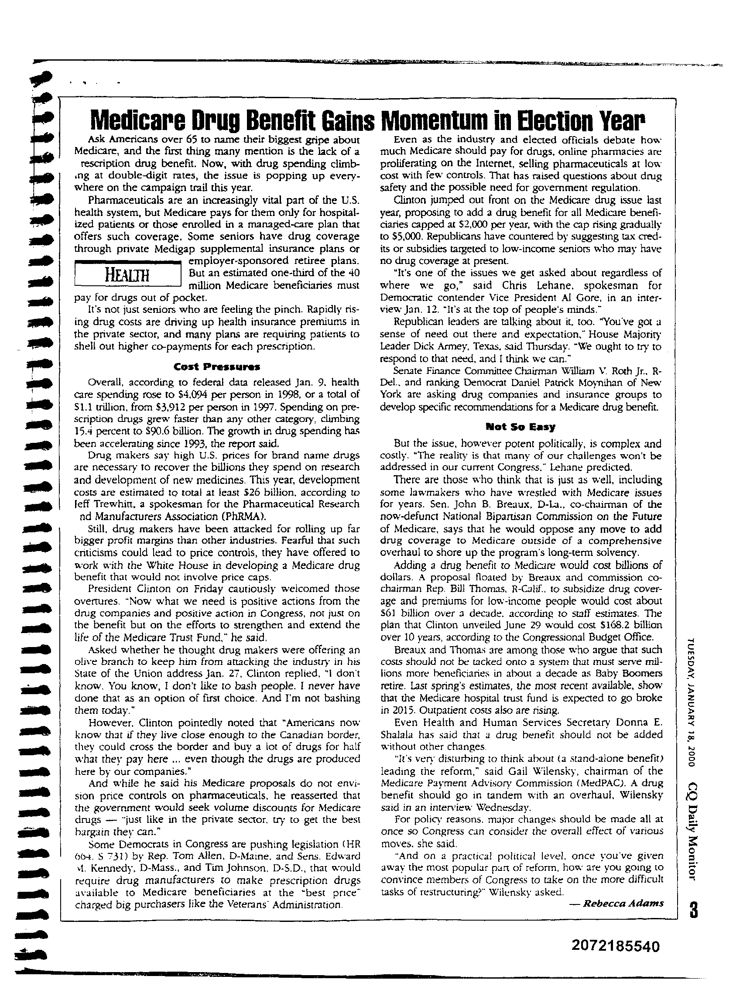 Medicare Drug Benefit Gains Momentum in Election Year
Ask Americans over 65 to name their biggest gripe about
Medicare, and the first thing many mention is the lack of a
rescription drug benefit. Now, with drug spending climb-
.ng at double-digit rates, the issue is popping up every-
where on the campaign trail this year.
Pharmaceuticals are an increasingly vital part of the U.S.
health system, but Medicare pays for them only for hospital-
ized patients or those enrolled in a managed-care plan that
offers such coverage. Some seniors have drug coverage
through private Medigap supplemental insurance plans or
employer-sponsored retiree plans.
HEALTH
But an estimated one-third of the 40
million Medicare beneficiaries must
pay for drugs out of pocket.
It's not just seniors who are feeling the pinch. Rapidly ris-
ing drug costs are driving up health insurance premiums in
the private sector, and many plans are requiring patients to
shell out higher co-payments for each prescription.
Cost Pressures
Overall, according to federal data released Jan. 9, health
care spending rose to $4,094 per person in 1998, or a total of
$1.1 trillion, from $3,912 per person in 1997. Spending on pre-
scription drugs grew faster than any other category, climbing
15.4 percent to $90.6 billion. The growth in drug spending has
been accelerating since 1993, the report said.
Drug makers say high U.S. prices for brand name drugs
are necessary to recover the billions they spend on research
and development of new medicines. This year, development
costs are estimated to total at least $26 billion, according to
Jeff Trewhitt, a spokesman for the Pharmaceutical Research
nd Manufacturers Association (PhRMA).
Still, drug makers have been attacked for rolling up far
bigger profit margins than other industries. Fearful that such
criticisms could lead to price controls, they have offered to
work with the White House in developing a Medicare drug
benefit that would not involve price caps.
President Clinton on Friday cautiously welcomed those
overtures. "Now what we need is positive actions from the
drug companies and positive action in Congress, not just on
the benefit but on the efforts to strengthen and extend the
life of the Medicare Trust Fund," he said.
Asked whether he thought drug makers were offering an
olive branch to keep him from attacking the industry in his
State of the Union address Jan. 27, Clinton replied, "I don't
know. You know, I don't like to bash people. I never have
done that as an option of first choice. And I'm not bashing
them today."
However, Clinton pointedly noted that "Americans now
know that if they live close enough to the Canadian border,
they could cross the border and buy a lot of drugs for half
what they pay here ... even though the drugs are produced
here by our companies."
And while he said his Medicare proposals do not envi-
sion price controls on pharmaceuticals, he reasserted that
the government would seek volume discounts for Medicare
drugs — "just like in the private sector, try to get the best
bargain they can."
Some Democrats in Congress are pushing legislation (HR
664, S 731) by Rep. Tom Allen, D-Maine, and Sens. Edward
M. Kennedy, D-Mass., and Tim Johnson, D-S.D., that would
require drug manufacturers to make prescription drugs
available to Medicare beneficiaries at the "best price"
charged big purchasers like the Veterans' Administration.
Even as the industry and elected officials debate how
much Medicare should pay for drugs, online pharmacies are
proliferating on the Internet, selling pharmaceuticals at low
cost with few controls. That has raised questions about drug
safety and the possible need for government regulation.
Clinton jumped out front on the Medicare drug issue last
year, proposing to add a drug benefit for all Medicare benefi-
ciaries capped at $2,000 per year, with the cap rising gradually
to $5,000. Republicans have countered by suggesting tax cred-
its or subsidies targeted to low-income seniors who may have
no drug coverage at present.
"It's one of the issues we get asked about regardless of
where we go," said Chris Lehane, spokesman for
Democratic contender Vice President Al Gore, in an inter-
view Jan. 12. "It's at the top of people's minds."
Republican leaders are talking about it, too. "You've got a
sense of need out there and expectation," House Majority
Leader Dick Armey, Texas, said Thursday. "We ought to try to
respond to that need, and I think we can."
Senate Finance Committee Chairman William V. Roth Jr., R-
Del., and ranking Democrat Daniel Patrick Moynihan of New
York are asking drug companies and insurance groups to
develop specific recommendations for a Medicare drug benefit.
Not So Easy
But the issue, however potent politically, is complex and
costly. "The reality is that many of our challenges won't be
addressed in our current Congress," Lehane predicted.
There are those who think that is just as well, including
some lawmakers who have wrestled with Medicare issues
for years. Sen. John B. Breaux, D-La., co-chairman of the
now-defunct National Bipartisan Commission on the Future
of Medicare, says that he would oppose any move to add
drug coverage to Medicare outside of a comprehensive
overhaul to shore up the program's long-term solvency.
Adding a drug benefit to Medicare would cost billions of
dollars. A proposal floated by Breaux and commission co-
chairman Rep. Bill Thomas, R-Calif., to subsidize drug cover-
age and premiums for low-income people would cost about
$61 billion over a decade, according to staff estimates. The
plan that Clinton unveiled June 29 would cost $168.2 billion
over 10 years, according to the Congressional Budget Office.
Breaux and Thomas are among those who argue that such
costs should not be tacked onto a system that must serve mil-
lions more beneficiaries in about a decade as Baby Boomers
retire. Last spring's estimates, the most recent available, show
that the Medicare hospital trust fund is expected to go broke
in 2015. Outpatient costs also are rising.
Even Health and Human Services Secretary Donna E.
Shalala has said that a drug benefit should not be added
without other changes.
"It's very disturbing to think about (a stand-alone benefit)
leading the reform," said Gail Wilensky, chairman of the
Medicare Payment Advisory Commission (MedPAC). A drug
benefit should go in tandem with an overhaul, Wilensky
said in an interview Wednesday.
For policy reasons, major changes should be made all at
once so Congress can consider the overall effect of various
moves, she said.
"And on a practical political level, once you've given
away the most popular part of reform, how are you going to
convince members of Congress to take on the more difficult
tasks of restructuring?" Wilensky asked.
— Rebecca Adams
TUESDAY, JANUARY 18, 2000 CQ Daily Monitor 3
2072185540